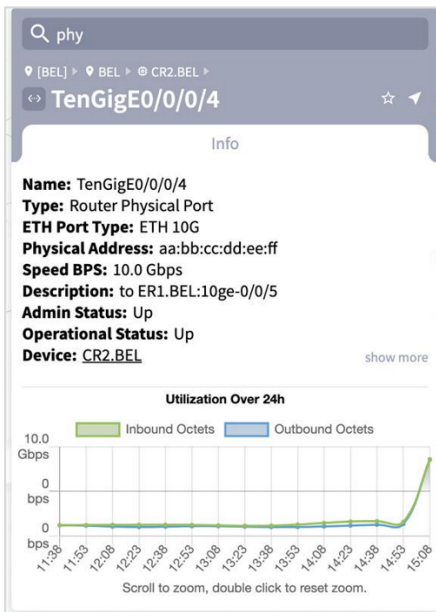 phy
[BEL] BEL CR2.BEL
TenGigE0/0/0/4
Info
Name: TenGigE0/0/0/4
Type: Router Physical Port
ETH Port Type: ETH 10G
Physical Address: aa:bb:cc:dd:ee:ff
Speed BPS: 10.0 Gbps
Description: to ER1.BEL:10ge-0/0/5
Admin Status: Up
Operational Status: Up
Device: CR2.BEL
show more
Utilization Over 24h
Inbound Octets Outbound Octets
10.0
Gbps
0
bps
0
bps
11:38 11:53 12:08 12:23 12:38 12:53 13:08 13:23 13:38 13:53 14:08 14:23 14:38 14:53 15:08
Scroll to zoom, double click to reset zoom.